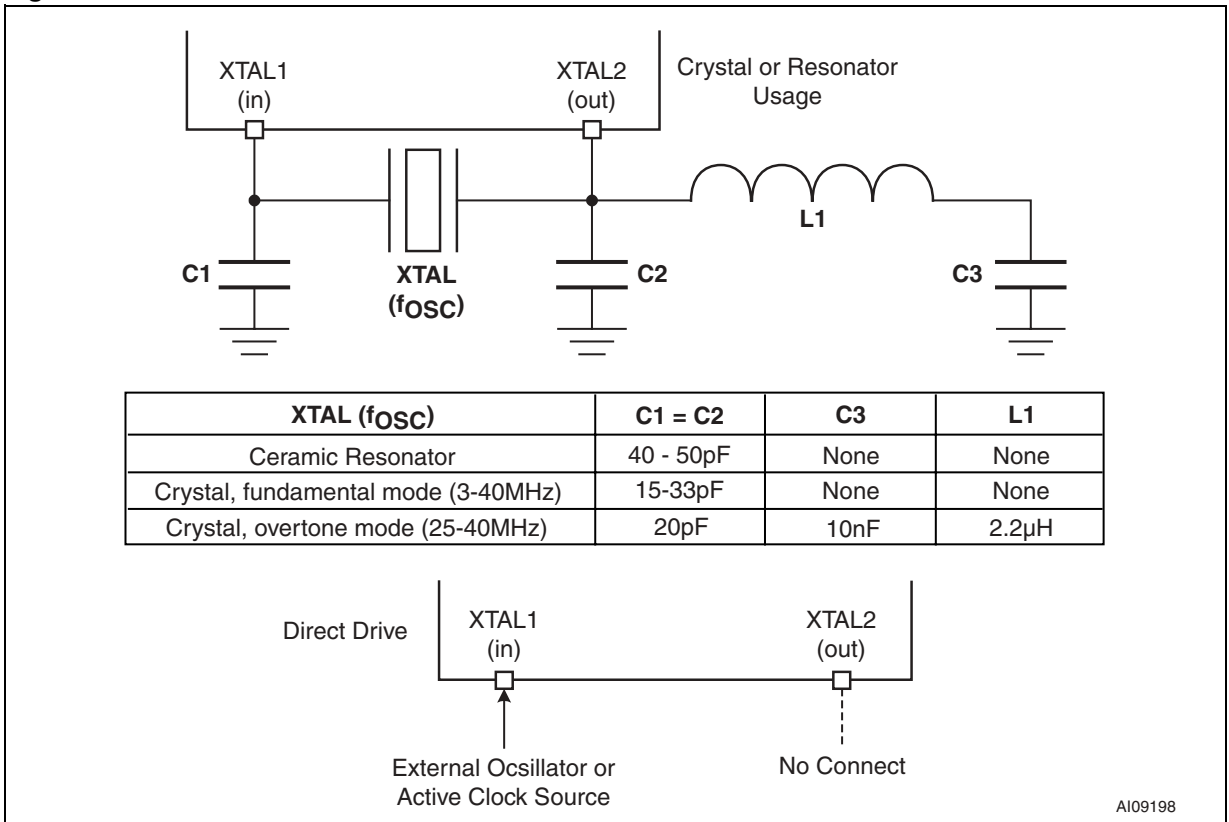 XTAL1
(in)
XTAL2
(out)
Crystal or Resonator
Usage
L1
C1
XTAL
(fOSC)
C2
C3
XTAL (fOSC) C1 = C2 C3 L1
Ceramic Resonator 40 - 50pF None None
Crystal, fundamental mode (3-40MHz) 15-33pF None None
Crystal, overtone mode (25-40MHz) 20pF 10nF 2.2µH
Direct Drive
XTAL1
(in)
XTAL2
(out)
External Ocsillator or
Active Clock Source
No Connect
AI09198